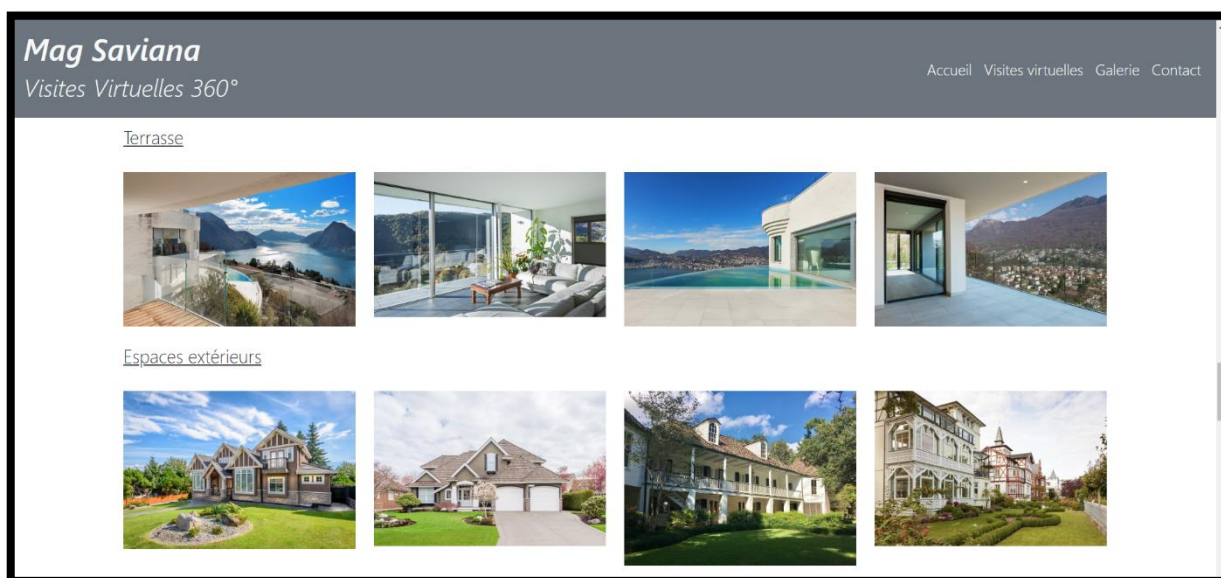 Mag Saviana
Visites Virtuelles 360°
Accueil Visites virtuelles Galerie Contact
Terrasse
Espaces extérieurs